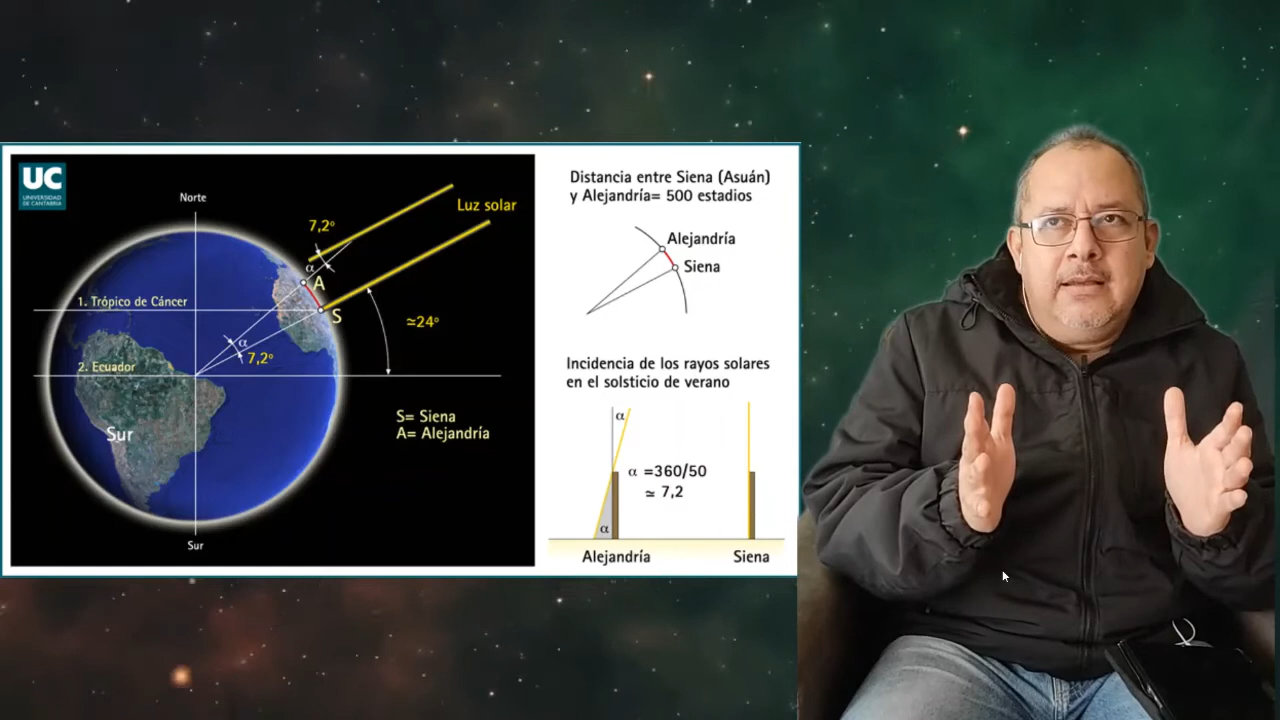 UC
UNIVERSIDAD
DE CANTABRIA
Norte
7,2º
Luz solar
α
A
1. Trópico de Cáncer
S
≃24º
α
7,2º
2. Ecuador
S= Siena
A= Alejandría
Sur
Sur
Distancia entre Siena (Asuán)
y Alejandría= 500 estadios
Alejandría
Siena
Incidencia de los rayos solares
en el solsticio de verano
α
α =360/50
≃ 7,2
α
Alejandría
Siena